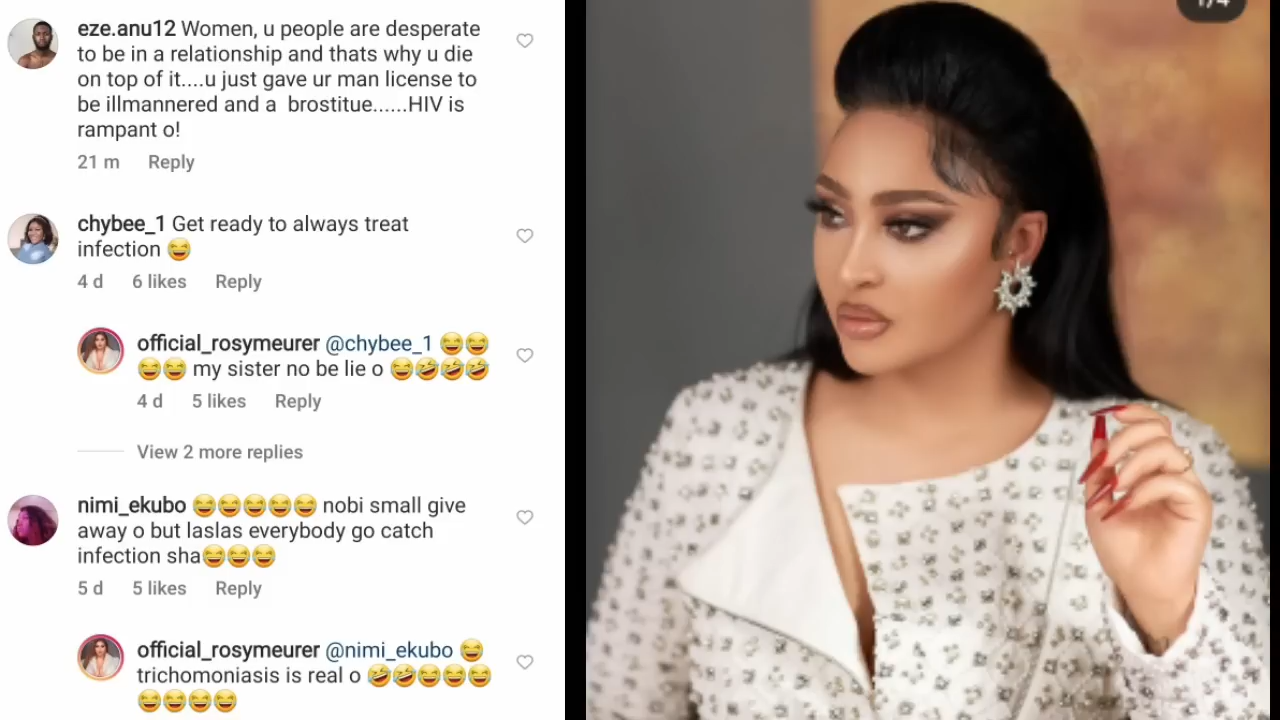 eze.anu12 Women, u people are desperate
to be in a relationship and thats why u die
on top of it....u just gave ur man license to
be illmannered and a brostitue......HIV is
rampant o!
21 m Reply
chybee_1 Get ready to always treat
infection 😅
4 d 6 likes Reply
official_rosymeurer @chybee_1 😂😂
😂😂 my sister no be lie o 😂🤣🤣🤣
4 d 5 likes Reply
View 2 more replies
nimi_ekubo 😂😂😂😂😂 nobi small give
away o but laslas everybody go catch
infection sha😂😂😂
5 d 5 likes Reply
official_rosymeurer @nimi_ekubo 😂
trichomoniasis is real o 🤣🤣😂😂😂
😂😂😂😂
1/4